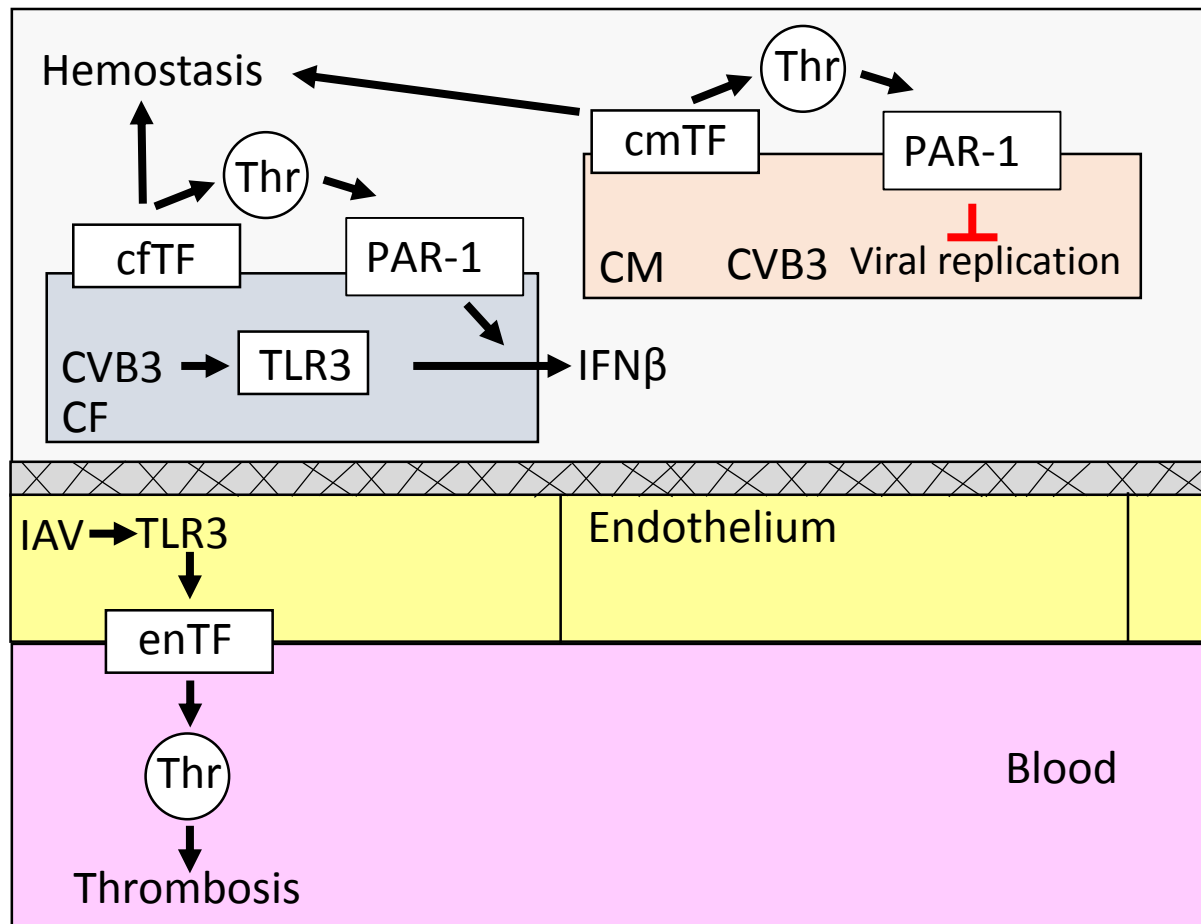 Hemostasis
Thr
cmTF
PAR-1
Thr
cfTF
PAR-1
CM
CVB3
Viral replication
CVB3
TLR3
IFNβ
CF
IAV
TLR3
Endothelium
enTF
Thr
Blood
Thrombosis